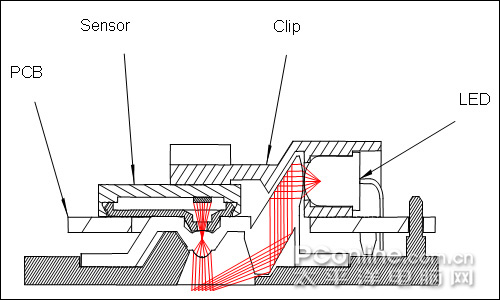 Sensor
Clip
PCB
LED
PConline.com.cn
太平洋电脑网